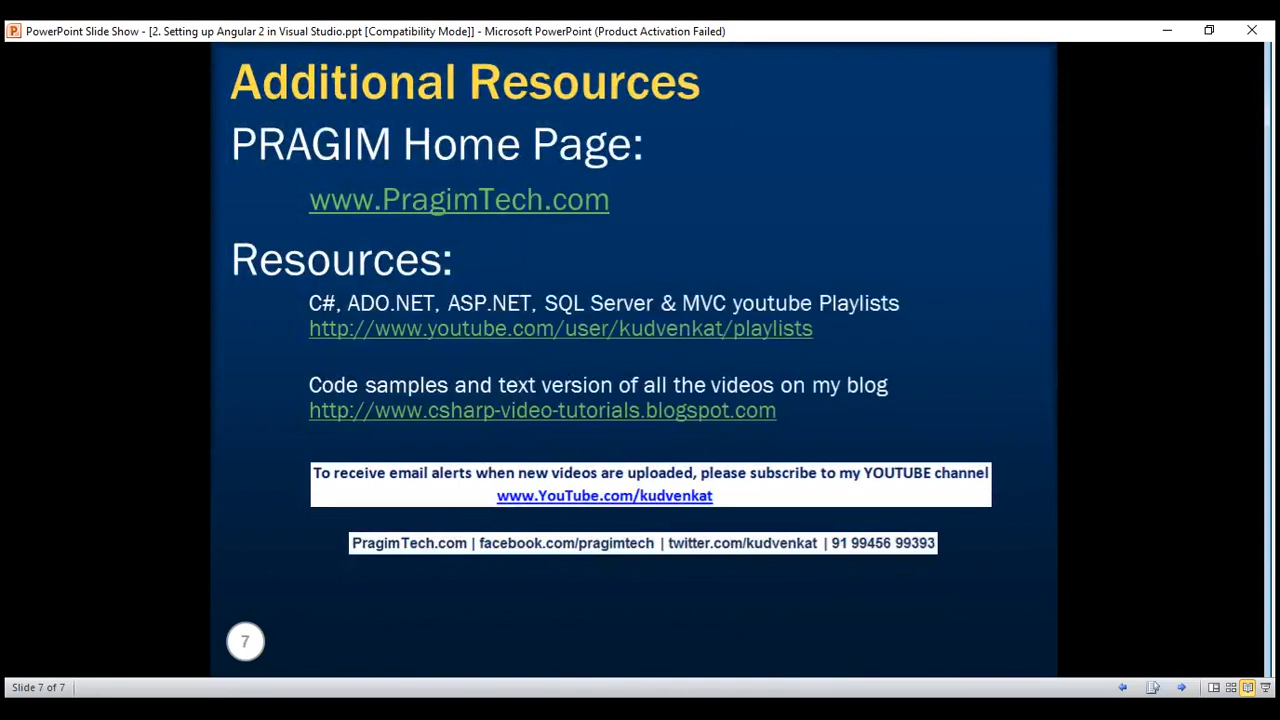 PowerPoint Slide Show - [2. Setting up Angular 2 in Visual Studio.ppt [Compatibility Mode]] - Microsoft PowerPoint (Product Activation Failed)
Additional Resources
PRAGIM Home Page:
www.PragimTech.com
Resources:
C#, ADO.NET, ASP.NET, SQL Server & MVC youtube Playlists
http://www.youtube.com/user/kudvenkat/playlists
Code samples and text version of all the videos on my blog
http://www.csharp-video-tutorials.blogspot.com
To receive email alerts when new videos are uploaded, please subscribe to my YOUTUBE channel
www.YouTube.com/kudvenkat
PragimTech.com | facebook.com/pragimtech | twitter.com/kudvenkat | 91 99456 99393
7
Slide 7 of 7